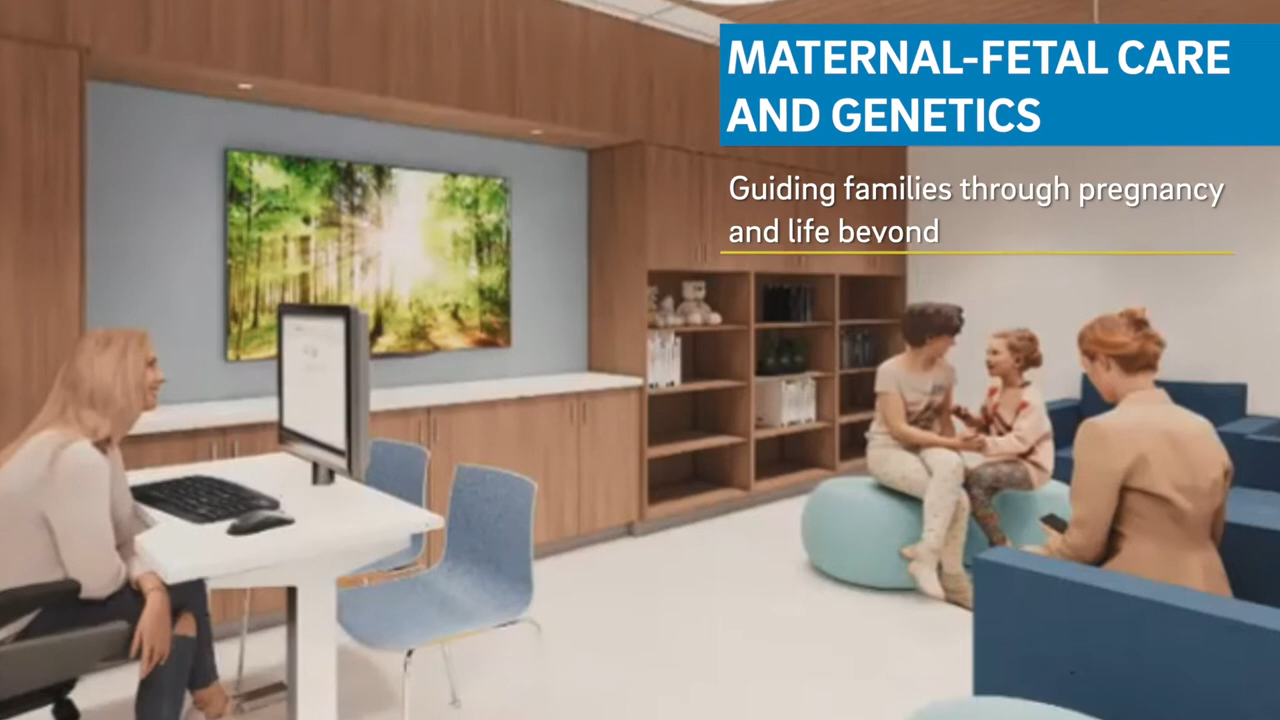 MATERNAL-FETAL CARE
AND GENETICS
Guiding families through pregnancy
and life beyond